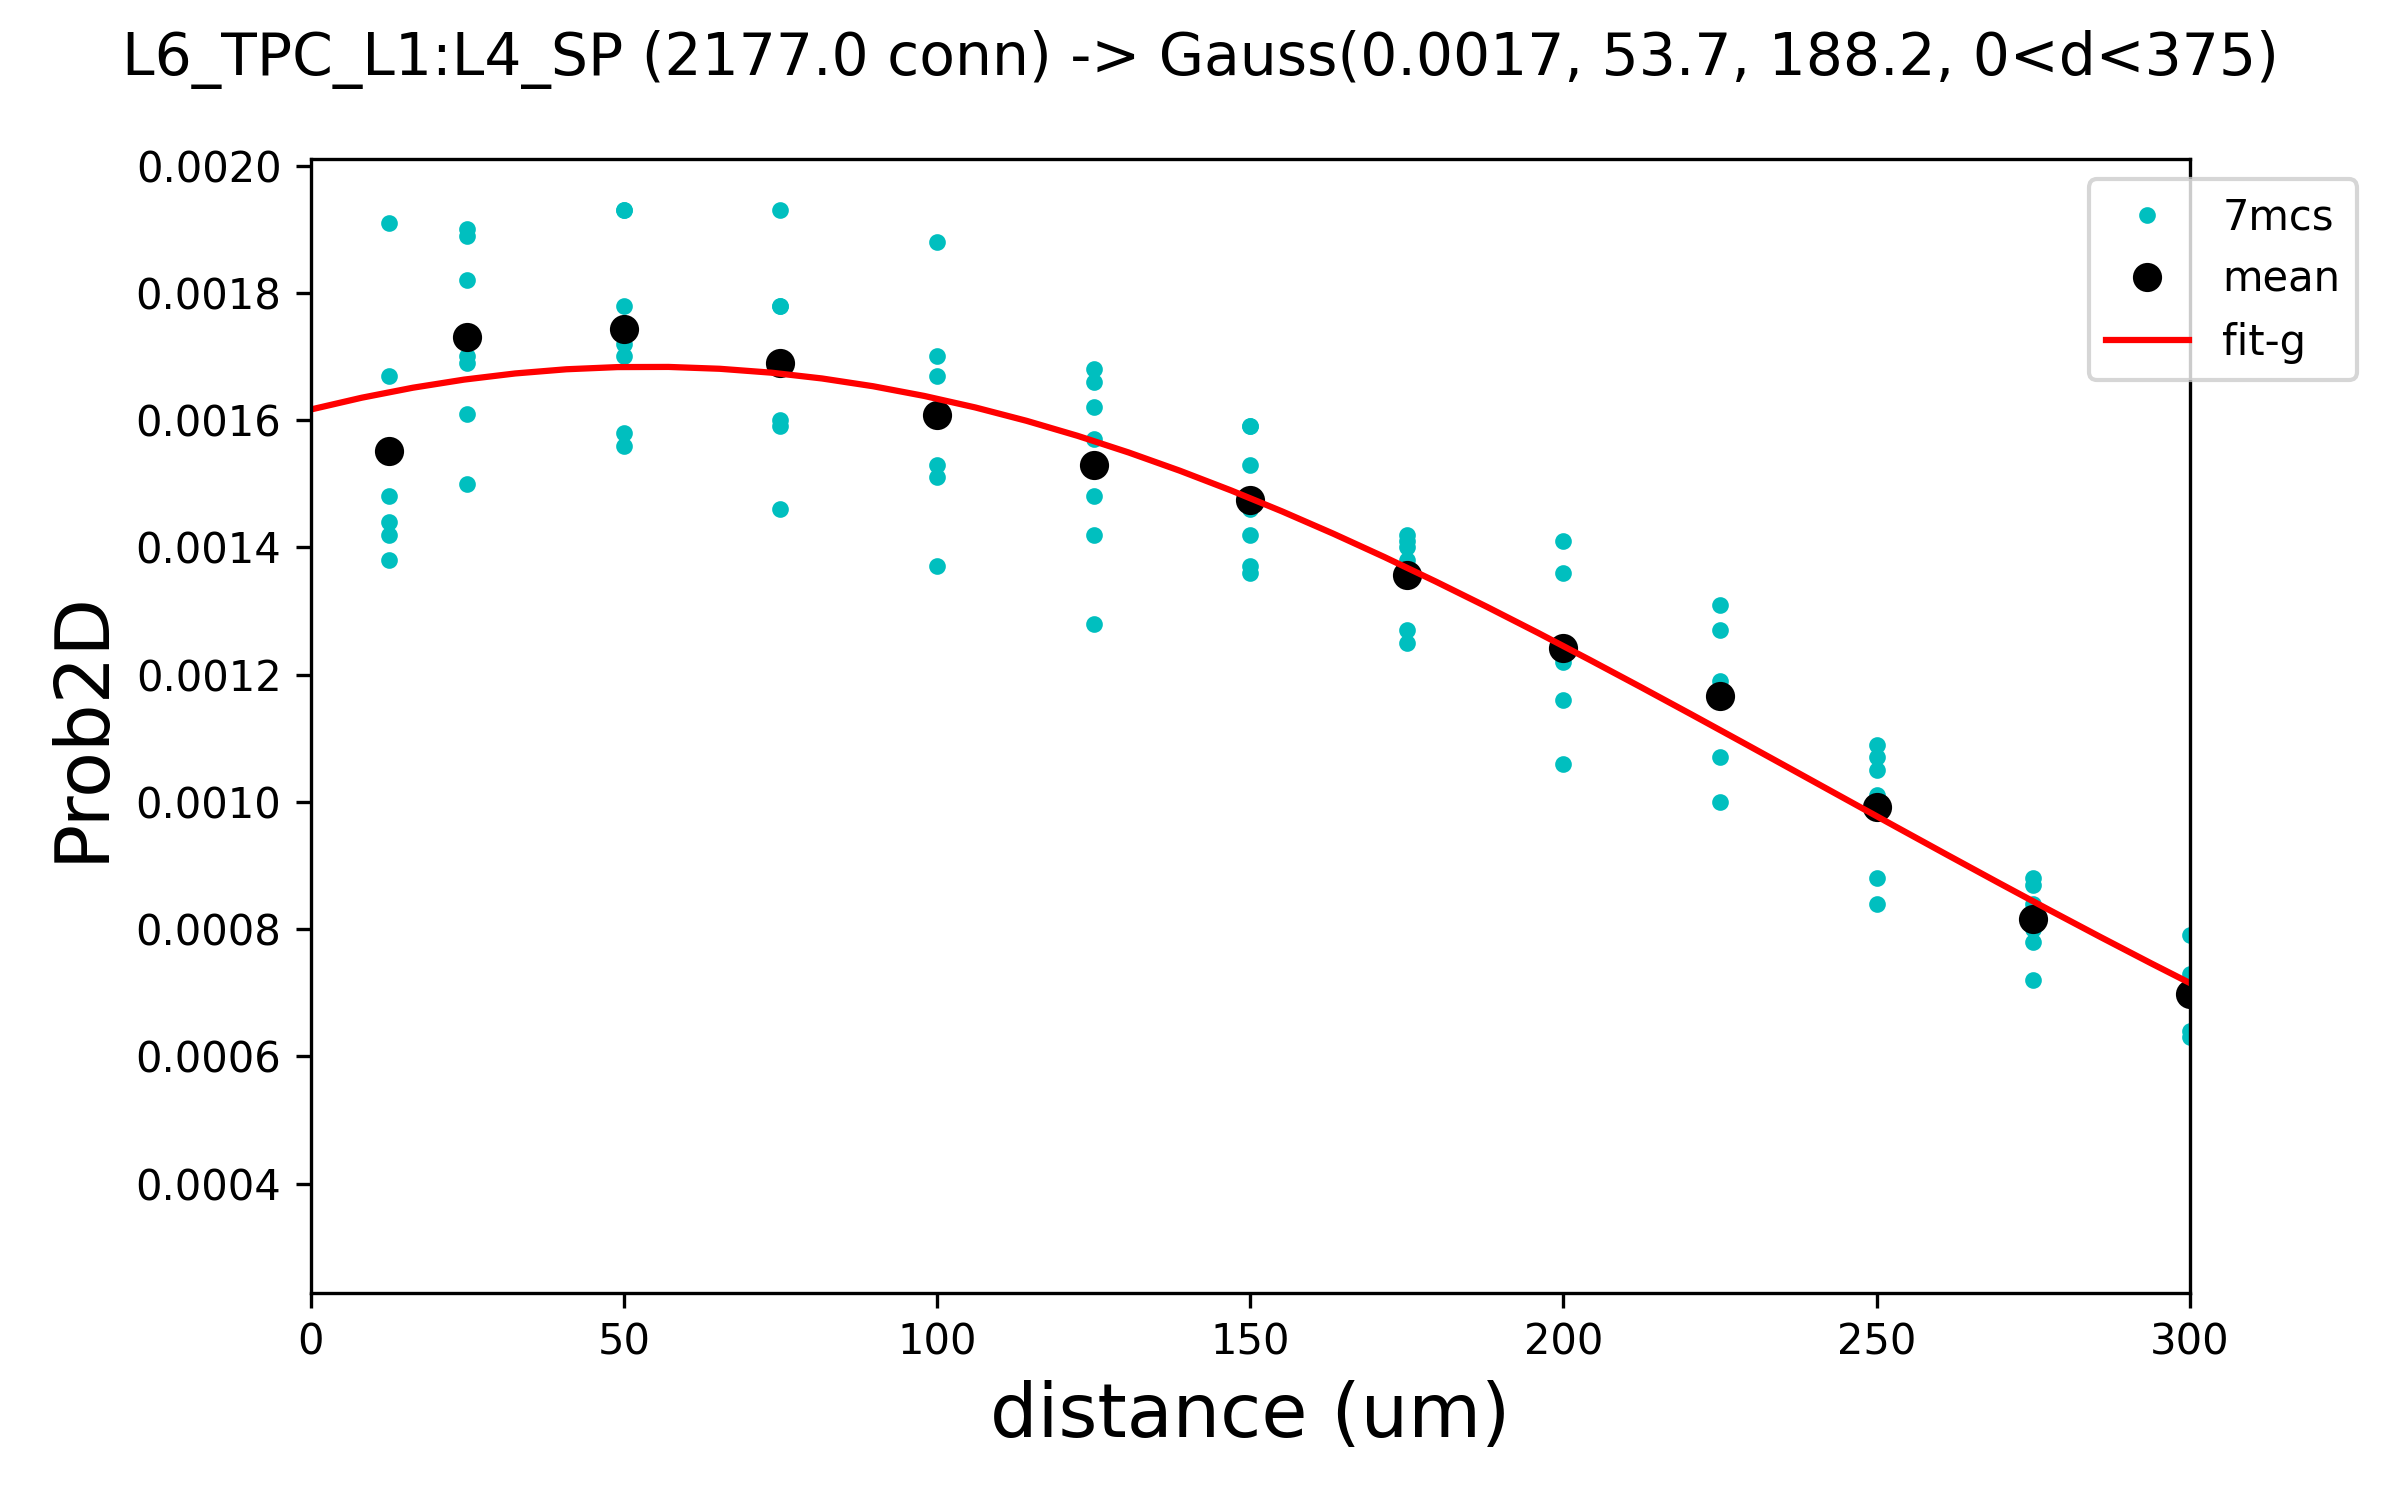 L6_TPC_L1:L4_SP (2177.0 conn) -> Gauss(0.0017, 53.7, 188.2, 0<d<375)
0.0020
0.0018
0.0016
0.0014
0.0012
0.0010
0.0008
0.0006
0.0004
Prob2D
7mcs
mean
fit-g
0 50 100 150 200 250 300
distance (um)